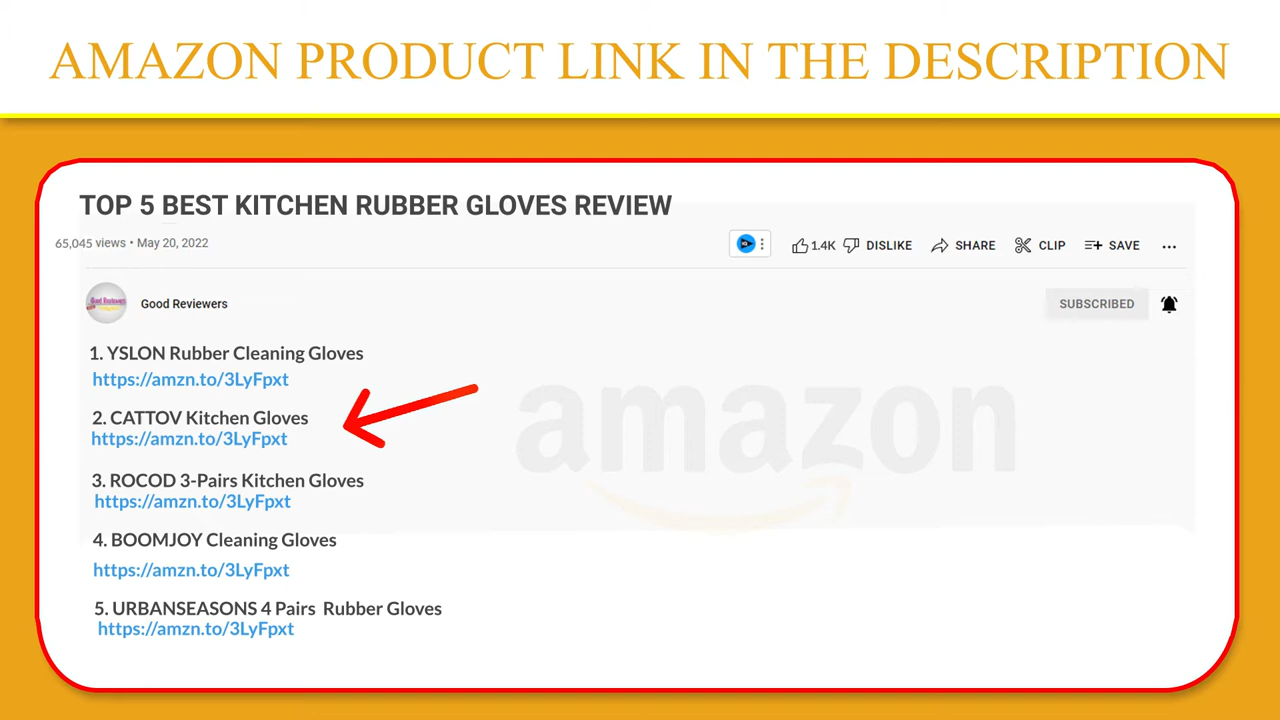 AMAZON PRODUCT LINK IN THE DESCRIPTION
TOP 5 BEST KITCHEN RUBBER GLOVES REVIEW
65,045 views • May 20, 2022
1.4K DISLIKE SHARE CLIP SAVE ...
Good Reviewers
Good Reviewers
SUBSCRIBED
1. YSLON Rubber Cleaning Gloves
https://amzn.to/3LyFpxt
2. CATTOV Kitchen Gloves
https://amzn.to/3LyFpxt
3. ROCOD 3-Pairs Kitchen Gloves
https://amzn.to/3LyFpxt
4. BOOMJOY Cleaning Gloves
https://amzn.to/3LyFpxt
5. URBANSEASONS 4 Pairs Rubber Gloves
https://amzn.to/3LyFpxt
amazon